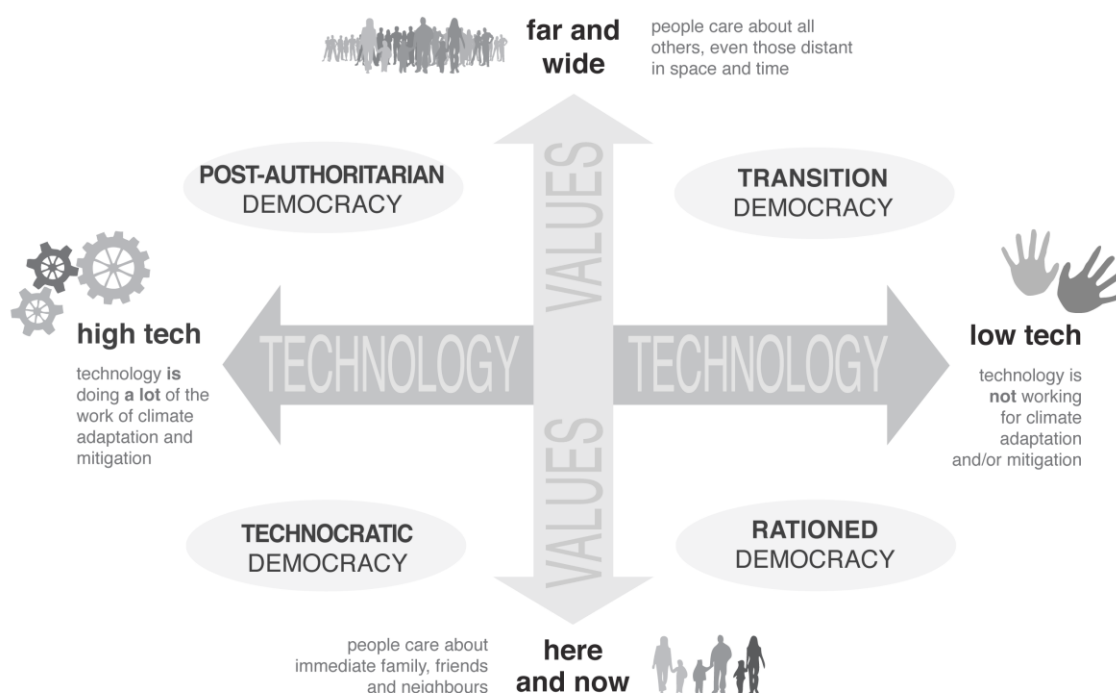 far and
wide
people care about all
others, even those distant
in space and time
POST-AUTHORITARIAN
DEMOCRACY
TRANSITION
DEMOCRACY
VALUES
high tech
technology is
doing a lot of the
work of climate
adaptation and
mitigation
TECHNOLOGY
TECHNOLOGY
low tech
technology is
not working
for climate
adaptation
and/or mitigation
VALUES
TECHNOCRATIC
DEMOCRACY
RATIONED
DEMOCRACY
people care about
immediate family, friends
and neighbours
here
and now